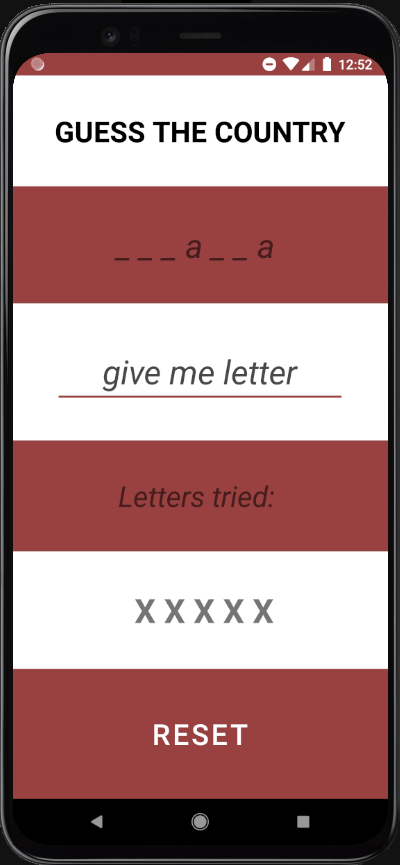 12:52
GUESS THE COUNTRY
_ _ _ a _ _ a
give me letter
Letters tried:
X X X X X
RESET